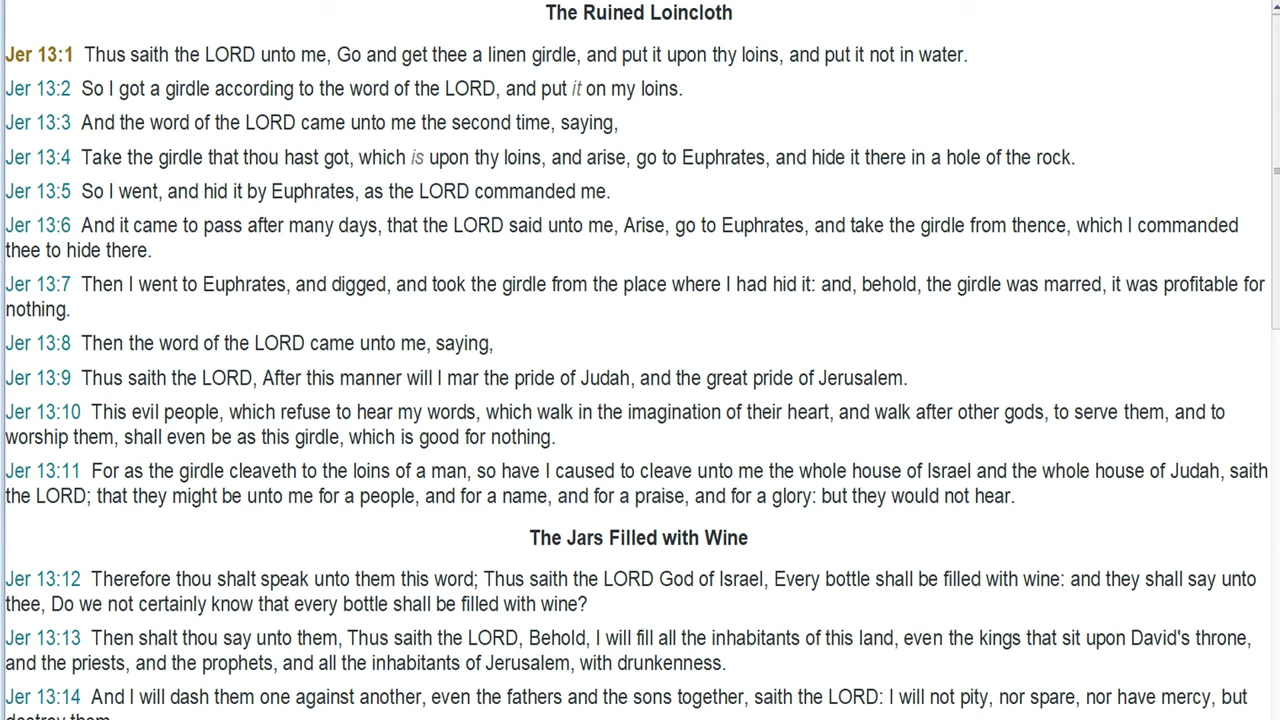 The Ruined Loincloth
Jer 13:1 Thus saith the LORD unto me, Go and get thee a linen girdle, and put it upon thy loins, and put it not in water.
Jer 13:2 So I got a girdle according to the word of the LORD, and put it on my loins.
Jer 13:3 And the word of the LORD came unto me the second time, saying,
Jer 13:4 Take the girdle that thou hast got, which is upon thy loins, and arise, go to Euphrates, and hide it there in a hole of the rock.
Jer 13:5 So I went, and hid it by Euphrates, as the LORD commanded me.
Jer 13:6 And it came to pass after many days, that the LORD said unto me, Arise, go to Euphrates, and take the girdle from thence, which I commanded
thee to hide there.
Jer 13:7 Then I went to Euphrates, and digged, and took the girdle from the place where I had hid it: and, behold, the girdle was marred, it was profitable for
nothing.
Jer 13:8 Then the word of the LORD came unto me, saying,
Jer 13:9 Thus saith the LORD, After this manner will I mar the pride of Judah, and the great pride of Jerusalem.
Jer 13:10 This evil people, which refuse to hear my words, which walk in the imagination of their heart, and walk after other gods, to serve them, and to
worship them, shall even be as this girdle, which is good for nothing.
Jer 13:11 For as the girdle cleaveth to the loins of a man, so have I caused to cleave unto me the whole house of Israel and the whole house of Judah, saith
the LORD; that they might be unto me for a people, and for a name, and for a praise, and for a glory: but they would not hear.
The Jars Filled with Wine
Jer 13:12 Therefore thou shalt speak unto them this word; Thus saith the LORD God of Israel, Every bottle shall be filled with wine: and they shall say unto
thee, Do we not certainly know that every bottle shall be filled with wine?
Jer 13:13 Then shalt thou say unto them, Thus saith the LORD, Behold, I will fill all the inhabitants of this land, even the kings that sit upon David's throne,
and the priests, and the prophets, and all the inhabitants of Jerusalem, with drunkenness.
Jer 13:14 And I will dash them one against another, even the fathers and the sons together, saith the LORD: I will not pity, nor spare, nor have mercy, but
destroy them